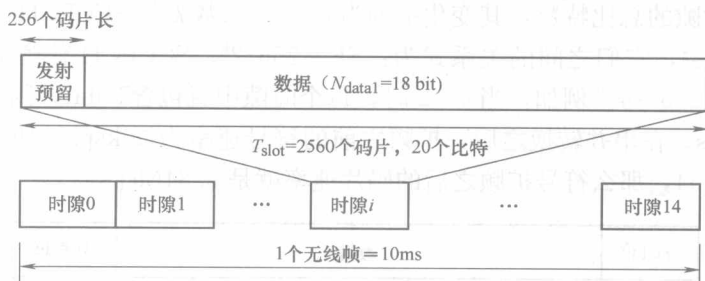 256个码片长
发射
预留
数据（Ndata1=18 bit）
Tslot=2560个码片，20个比特
时隙0 时隙1 … 时隙i … 时隙14
1个无线帧＝10ms